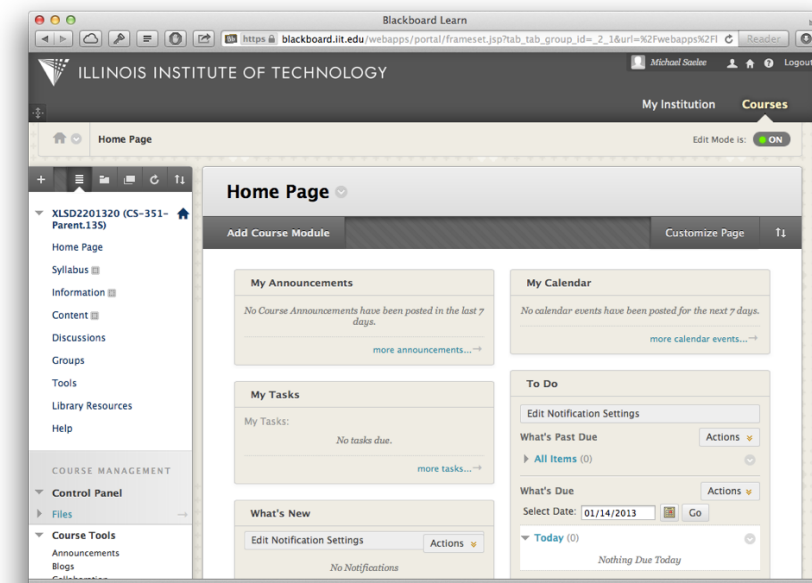 Blackboard Learn
https blackboard.iit.edu/webapps/portal/frameset.jsp?tab_tab_group_id=_2_1&url=%2Fwebapps%2Fl
Reader
ILLINOIS INSTITUTE OF TECHNOLOGY
Michael Saelee
Logout
My Institution
Courses
Home Page
Edit Mode is: ON
XLSD2201320 (CS-351-
Parent.13S)
Home Page
Syllabus
Information
Content
Discussions
Groups
Tools
Library Resources
Help
COURSE MANAGEMENT
Control Panel
Files
Course Tools
Announcements
Blogs
Collaboration
Home Page
Add Course Module
Customize Page
My Announcements
No Course Announcements have been posted in the last 7
days.
more announcements...
My Tasks
My Tasks:
No tasks due.
more tasks...
What's New
Edit Notification Settings
Actions
No Notifications
My Calendar
No calendar events have been posted for the next 7 days.
more calendar events...
To Do
Edit Notification Settings
What's Past Due
Actions
All Items (0)
What's Due
Actions
Select Date: 01/14/2013 Go
Today (0)
Nothing Due Today